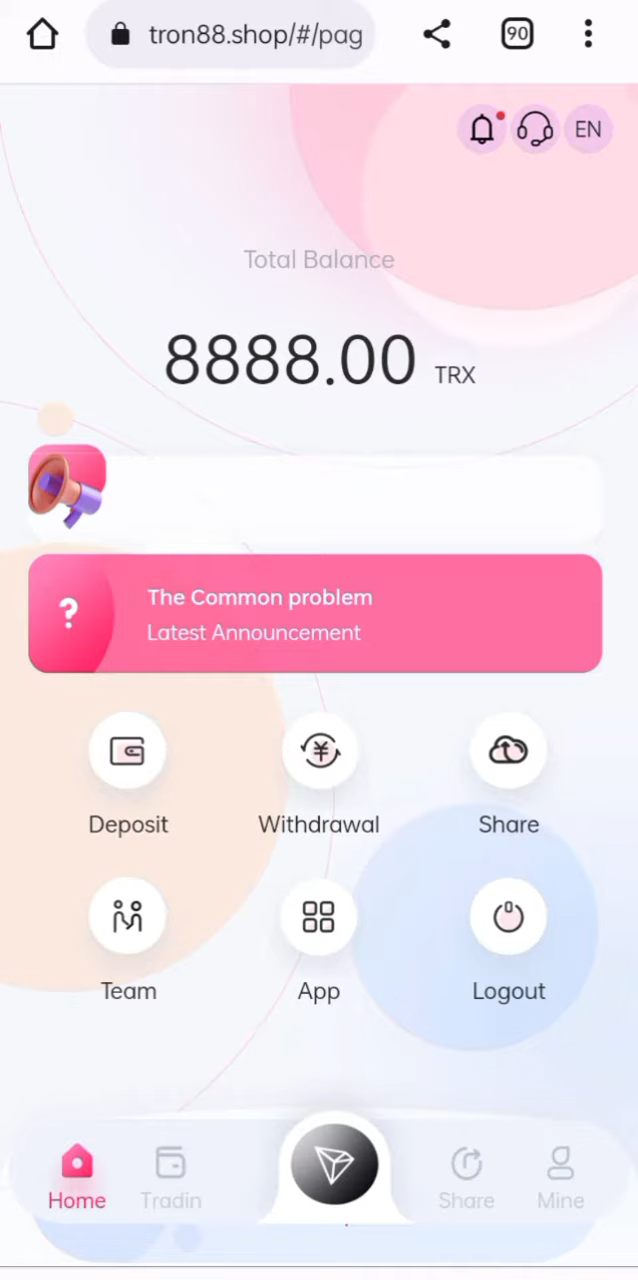 tron88.shop/#/pag
90
EN
Total Balance
8888.00 TRX
?
The Common problem
Latest Announcement
¥
Deposit Withdrawal Share
Team App Logout
Home Tradin Share Mine